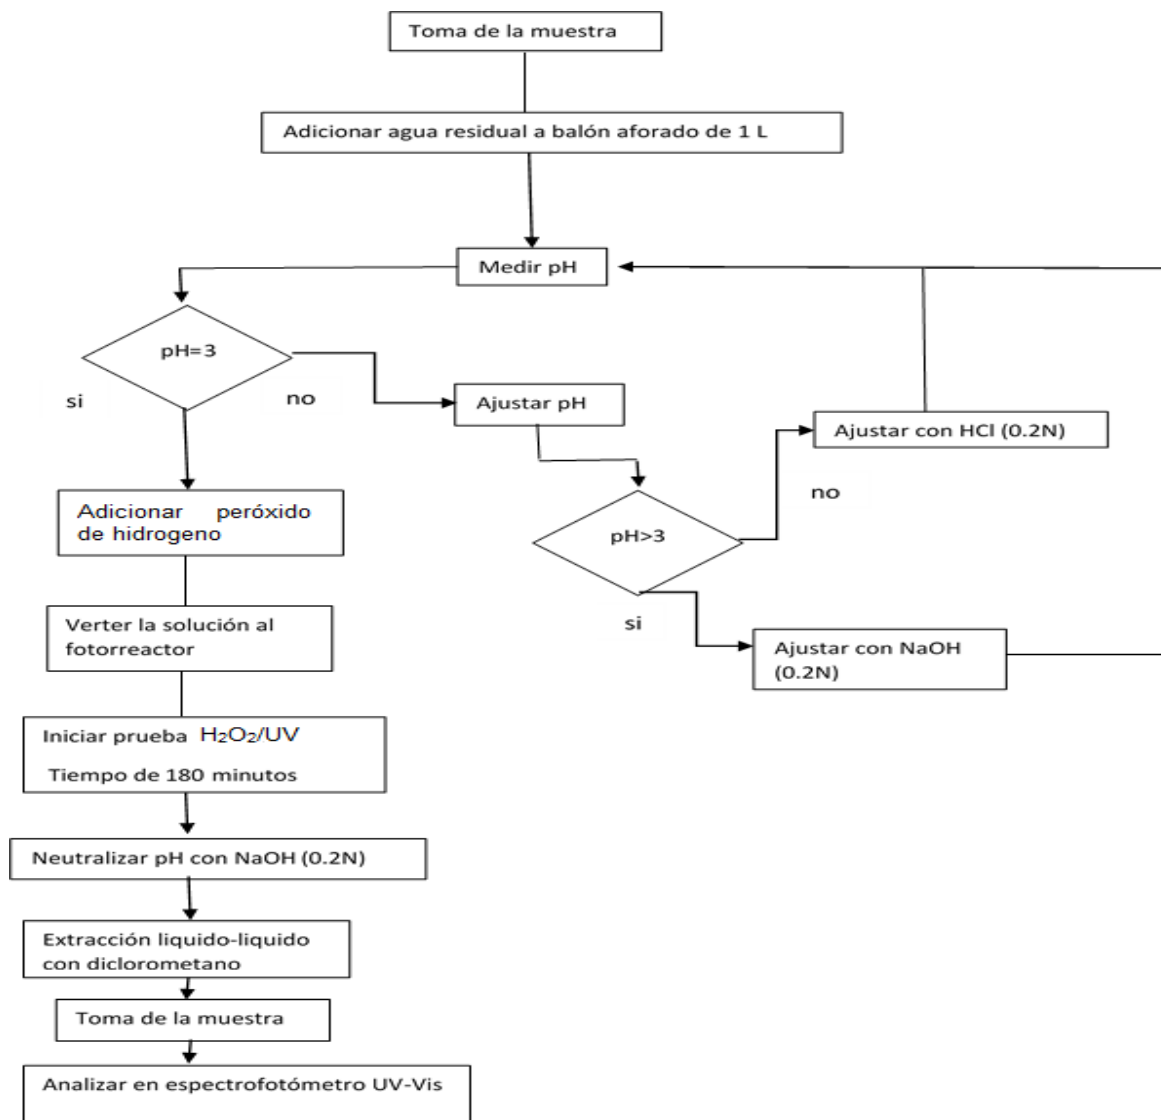 Toma de la muestra
Adicionar agua residual a balón aforado de 1 L
Medir pH
pH=3
si
no
Ajustar pH
Ajustar con HCl (0.2N)
no
pH>3
si
Ajustar con NaOH
(0.2N)
Adicionar peróxido
de hidrogeno
Verter la solución al
fotorreactor
Iniciar prueba H₂O₂/UV
Tiempo de 180 minutos
Neutralizar pH con NaOH (0.2N)
Extracción liquido-liquido
con diclorometano
Toma de la muestra
Analizar en espectrofotómetro UV-Vis